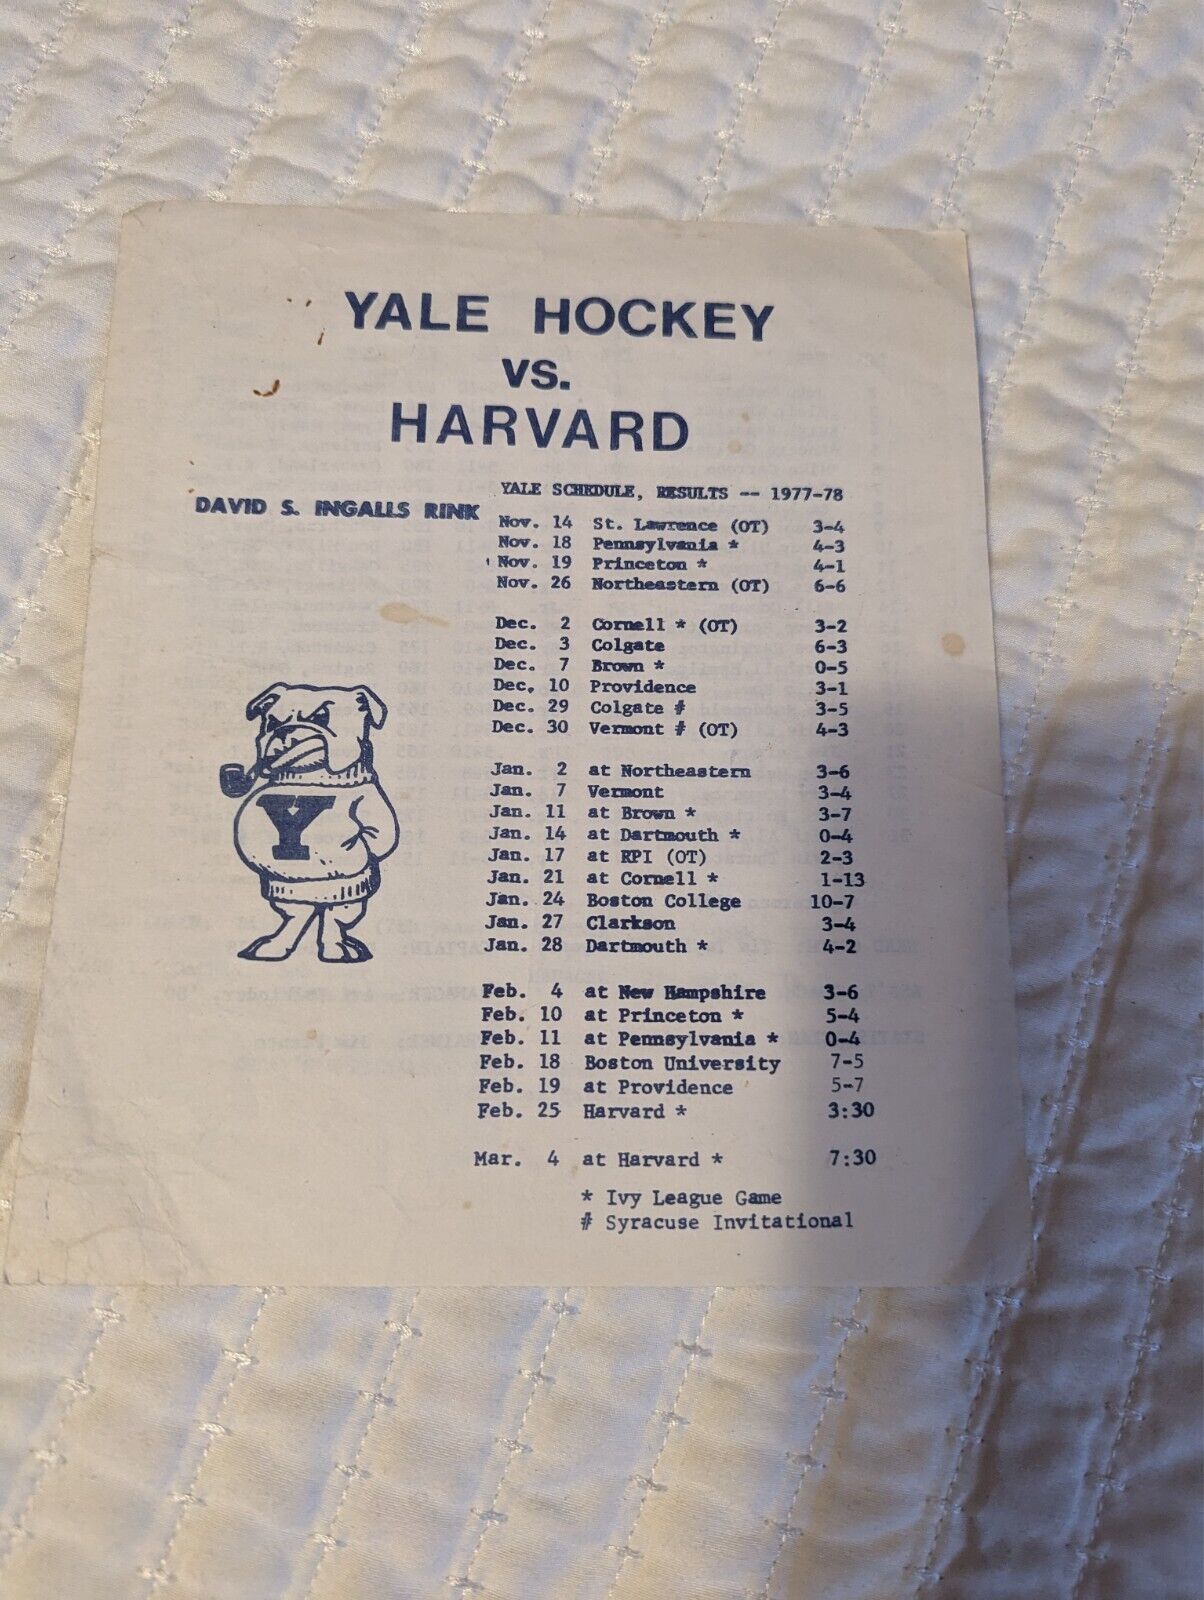 YALE HOCKEY
VS.
HARVARD
DAVID S. INGALLS RINK
YALE SCHEDULE, RESULTS -- 1977-78
Nov. 14 St. Lawrence (OT) 3-4
Nov. 18 Pennsylvania * 4-3
Nov. 19 Princeton * 4-1
Nov. 26 Northeastern (OT) 6-6
Dec. 2 Cornell * (OT) 3-2
Dec. 3 Colgate 6-3
Dec. 7 Brown * 0-5
Dec. 10 Providence 3-1
Dec. 29 Colgate # 3-5
Dec. 30 Vermont # (OT) 4-3
Jan. 2 at Northeastern 3-6
Jan. 7 Vermont 3-4
Jan. 11 at Brown * 3-7
Jan. 14 at Dartmouth * 0-4
Jan. 17 at RPI (OT) 2-3
Jan. 21 at Cornell * 1-13
Jan. 24 Boston College 10-7
Jan. 27 Clarkson 3-4
Jan. 28 Dartmouth * 4-2
Feb. 4 at New Hampshire 3-6
Feb. 10 at Princeton * 5-4
Feb. 11 at Pennsylvania * 0-4
Feb. 18 Boston University 7-5
Feb. 19 at Providence 5-7
Feb. 25 Harvard * 3:30
Mar. 4 at Harvard * 7:30
* Ivy League Game
# Syracuse Invitational
Y